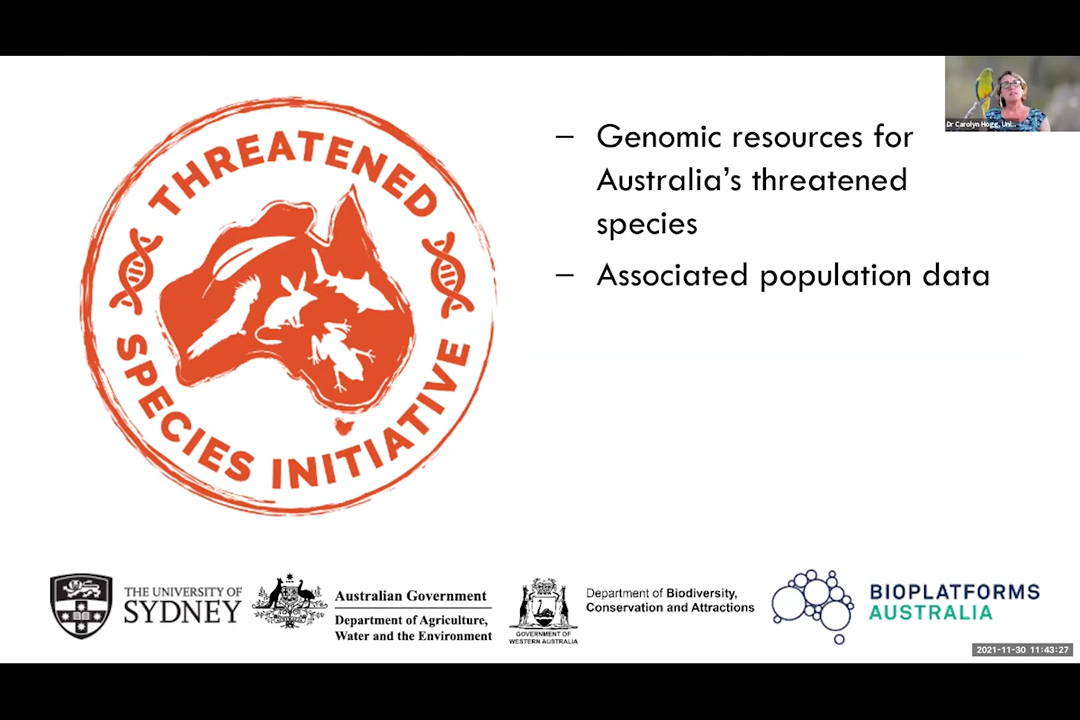 THREATENED
SPECIES INITIATIVE
– Genomic resources for
Australia’s threatened
species
– Associated population data
Dr Carolyn Hogg, Uni...
THE UNIVERSITY OF
SYDNEY
Australian Government
Department of Agriculture,
Water and the Environment
GOVERNMENT OF
WESTERN AUSTRALIA
Department of Biodiversity,
Conservation and Attractions
BIOPLATFORMS
AUSTRALIA
2021-11-30 11:43:27